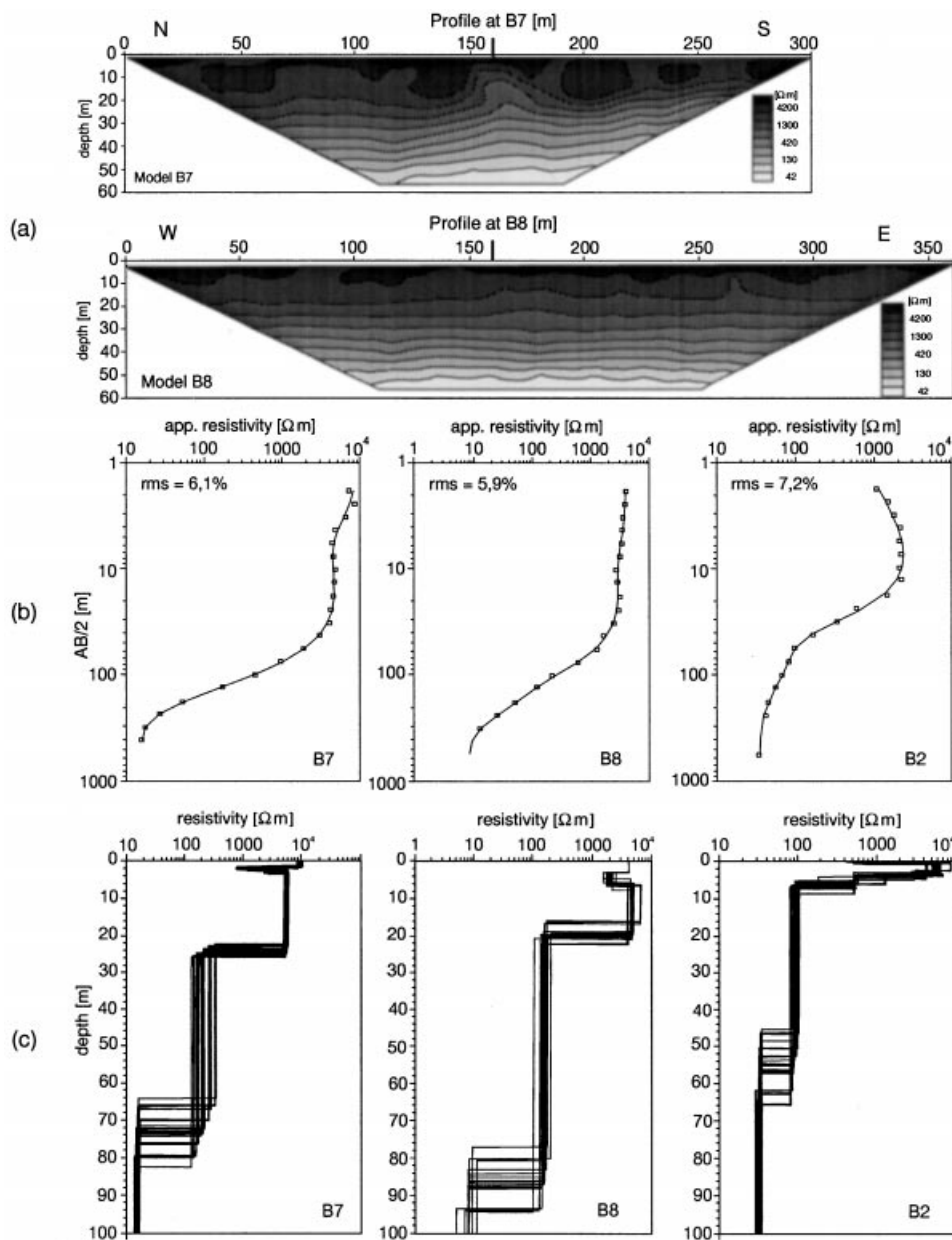 Profile at B7 [m]
N S
0 50 100 150 200 250 300
0
10
20
30
40
50
60
depth [m]
Model B7
[Ωm]
4200
1300
420
130
42
(a)
Profile at B8 [m]
W E
0 50 100 150 200 250 300 350
0
10
20
30
40
50
60
depth [m]
Model B8
[Ωm]
4200
1300
420
130
42
app. resistivity [Ωm] app. resistivity [Ωm] app. resistivity [Ωm]
10 100 1000 10⁴ 10 100 1000 10⁴ 10 100 1000 10⁴
1 1 1
rms = 6,1% rms = 5,9% rms = 7,2%
10 10 10
(b)
AB/2 [m]
100 100 100
B7 B8 B2
1000 1000 1000
resistivity [Ωm] resistivity [Ωm] resistivity [Ωm]
10 100 1000 10⁴ 1 10 100 1000 10⁴ 10 100 1000 10⁴
0 0 0
10 10 10
20 20 20
30 30 30
40 40 40
(c)
depth [m]
50 50 50
60 60 60
70 70 70
80 80 80
90 90 90
B7 B8 B2
100 100 100